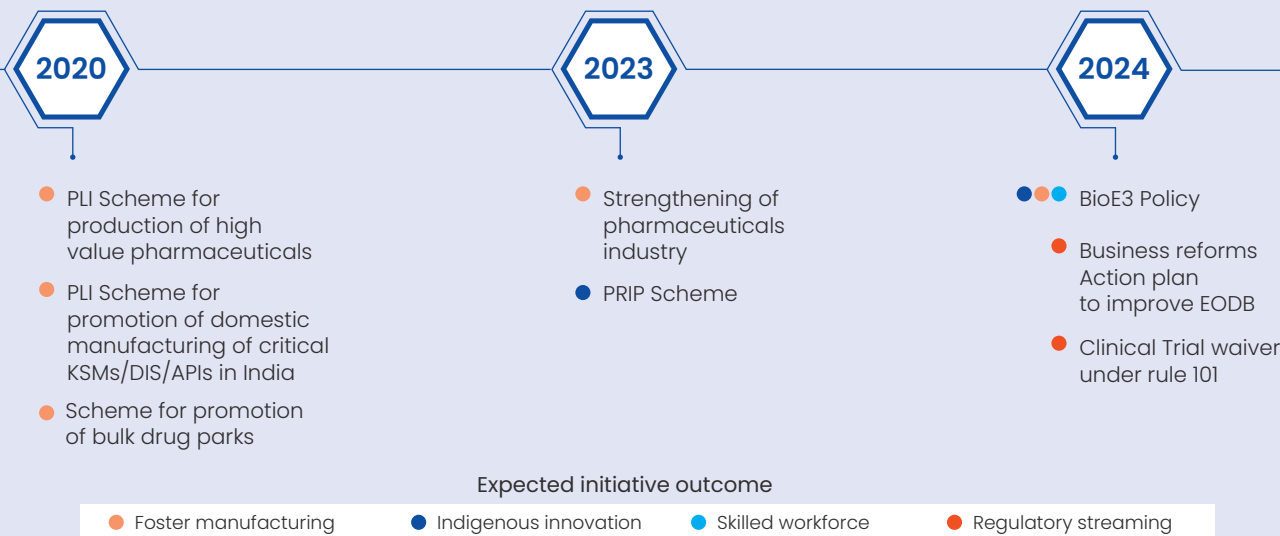 2020
PLI Scheme for
production of high
value pharmaceuticals
PLI Scheme for
promotion of domestic
manufacturing of critical
KSMs/DIS/APIs in India
Scheme for promotion
of bulk drug parks
2023
Strengthening of
pharmaceuticals
industry
PRIP Scheme
2024
BioE3 Policy
Business reforms
Action plan
to improve EODB
Clinical Trial waiver
under rule 101
Expected initiative outcome
Foster manufacturing
Indigenous innovation
Skilled workforce
Regulatory streaming